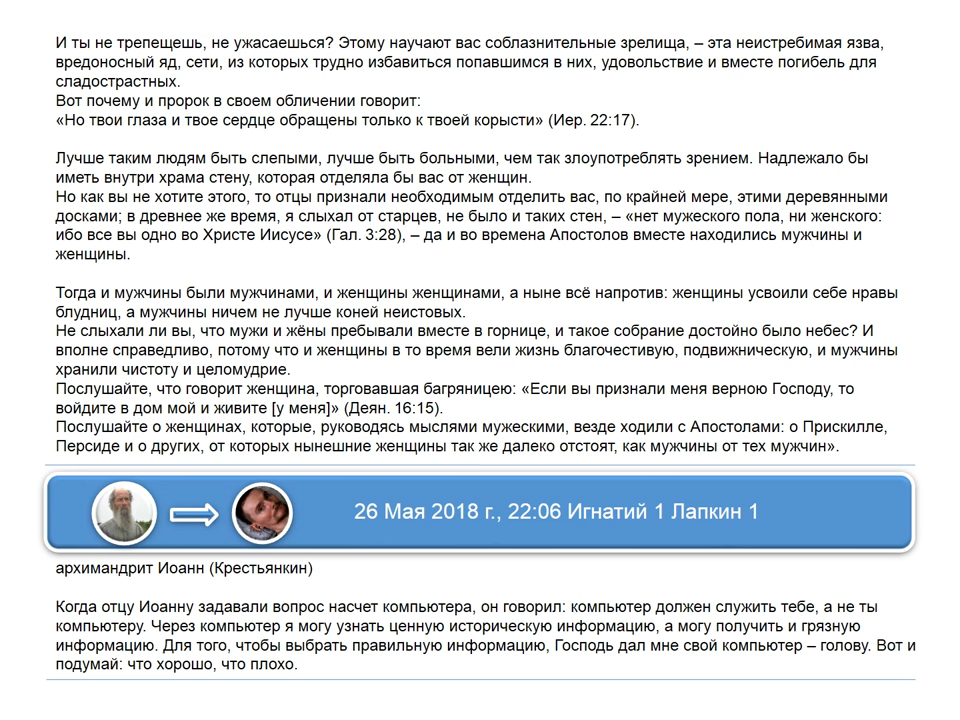 И ты не трепещешь, не ужасаешься? Этому научают вас соблазнительные зрелища, – эта неистребимая язва,
вредоносный яд, сети, из которых трудно избавиться попавшимся в них, удовольствие и вместе погибель для
сладострастных.
Вот почему и пророк в своем обличении говорит:
«Но твои глаза и твое сердце обращены только к твоей корысти» (Иер. 22:17).
Лучше таким людям быть слепыми, лучше быть больными, чем так злоупотреблять зрением. Надлежало бы
иметь внутри храма стену, которая отделяла бы вас от женщин.
Но как вы не хотите этого, то отцы признали необходимым отделить вас, по крайней мере, этими деревянными
досками; в древнее же время, я слыхал от старцев, не было и таких стен, – «нет мужеского пола, ни женского:
ибо все вы одно во Христе Иисусе» (Гал. 3:28), – да и во времена Апостолов вместе находились мужчины и
женщины.
Тогда и мужчины были мужчинами, и женщины женщинами, а ныне всё напротив: женщины усвоили себе нравы
блудниц, а мужчины ничем не лучше коней неистовых.
Не слыхали ли вы, что мужи и жёны пребывали вместе в горнице, и такое собрание достойно было небес? И
вполне справедливо, потому что и женщины в то время вели жизнь благочестивую, подвижническую, и мужчины
хранили чистоту и целомудрие.
Послушайте, что говорит женщина, торговавшая багряницею: «Если вы признали меня верною Господу, то
войдите в дом мой и живите [у меня]» (Деян. 16:15).
Послушайте о женщинах, которые, руководясь мыслями мужескими, везде ходили с Апостолами: о Прискилле,
Персиде и о других, от которых нынешние женщины так же далеко отстоят, как мужчины от тех мужчин».
26 Мая 2018 г., 22:06 Игнатий 1 Лапкин 1
архимандрит Иоанн (Крестьянкин)
Когда отцу Иоанну задавали вопрос насчет компьютера, он говорил: компьютер должен служить тебе, а не ты
компьютеру. Через компьютер я могу узнать ценную историческую информацию, а могу получить и грязную
информацию. Для того, чтобы выбрать правильную информацию, Господь дал мне свой компьютер – голову. Вот и
подумай: что хорошо, что плохо.